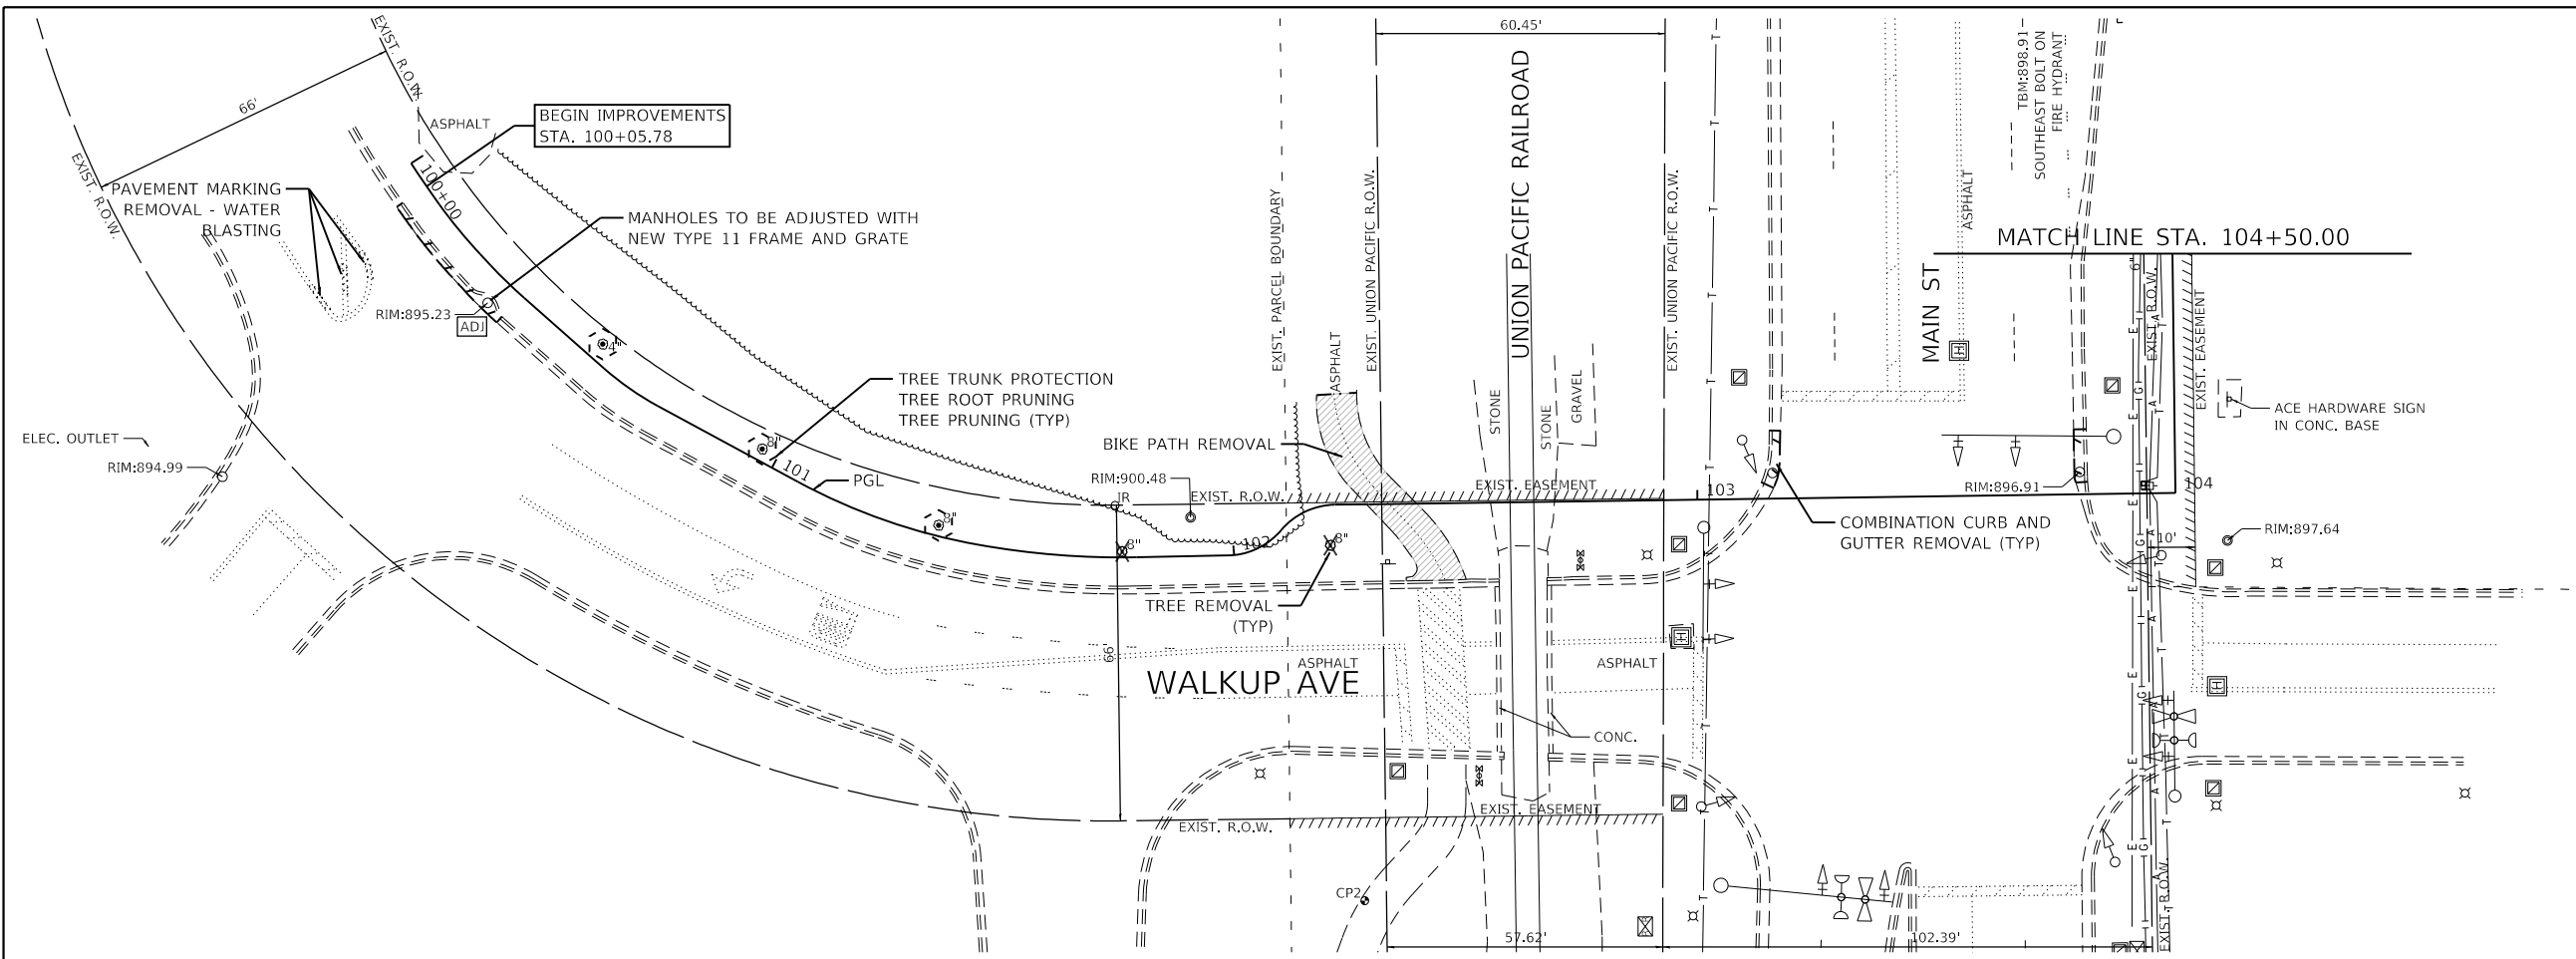 60.45'
EXIST. R.O.W.
66'
EXIST. R.O.W.
ASPHALT
BEGIN IMPROVEMENTS
STA. 100+05.78
100+00
PAVEMENT MARKING
REMOVAL - WATER
BLASTING
MANHOLES TO BE ADJUSTED WITH
NEW TYPE 11 FRAME AND GRATE
RIM:895.23
ADJ
4"
TREE TRUNK PROTECTION
TREE ROOT PRUNING
TREE PRUNING (TYP)
8"
101
PGL
8"
ELEC. OUTLET
RIM:894.99
BIKE PATH REMOVAL
RIM:900.48
IR
EXIST. R.O.W.
EXIST. EASEMENT
8"
102
8"
TREE REMOVAL
(TYP)
66'
WALKUP AVE
ASPHALT
ASPHALT
CONC.
EXIST. PARCEL BOUNDARY
ASPHALT
EXIST. UNION PACIFIC R.O.W.
UNION PACIFIC RAILROAD
STONE
STONE
GRAVEL
EXIST. UNION PACIFIC R.O.W.
103
COMBINATION CURB AND
GUTTER REMOVAL (TYP)
MAIN ST
ASPHALT
TBM:898.91
SOUTHEAST BOLT ON
FIRE HYDRANT
MATCH LINE STA. 104+50.00
6"
EXIST. R.O.W.
EXIST. EASEMENT
ACE HARDWARE SIGN
IN CONC. BASE
RIM:896.91
104
RIM:897.64
10'
EXIST. EASEMENT
EXIST. R.O.W.
CP2
57.62'
102.39'
EXIST. R.O.W.